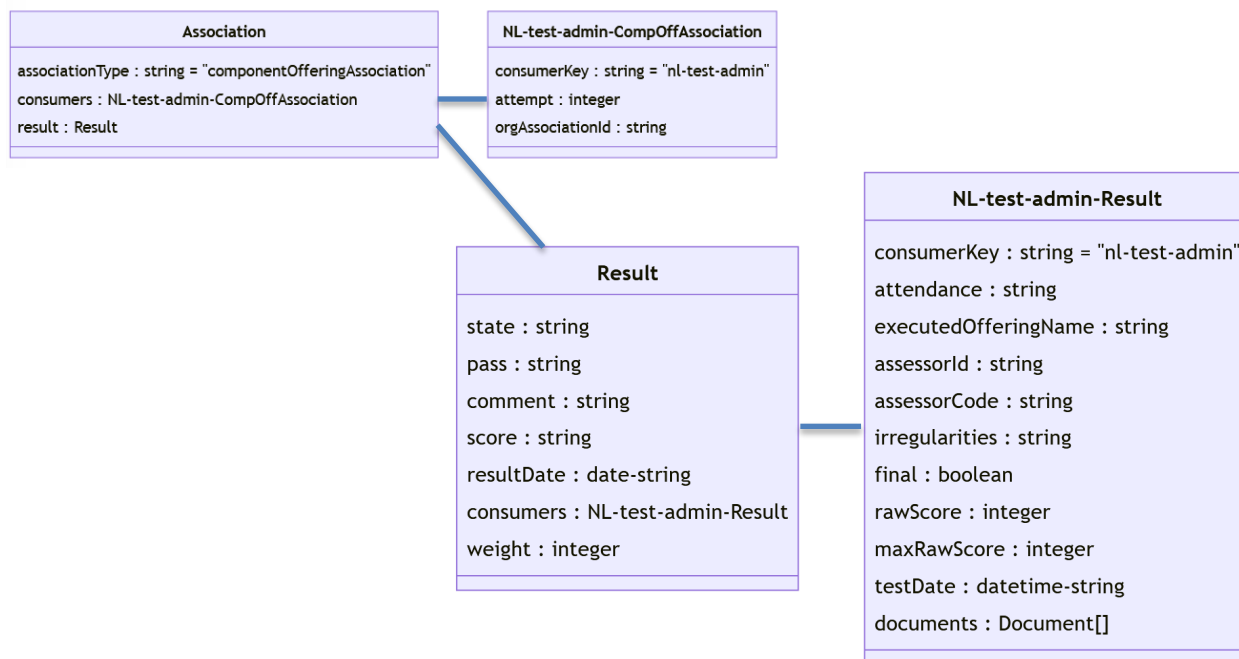 Association
associationType : string = "componentOfferingAssociation"
consumers : NL-test-admin-CompOffAssociation
result : Result
NL-test-admin-CompOffAssociation
consumerKey : string = "nl-test-admin"
attempt : integer
orgAssociationId : string
Result
state : string
pass : string
comment : string
score : string
resultDate : date-string
consumers : NL-test-admin-Result
weight : integer
NL-test-admin-Result
consumerKey : string = "nl-test-admin"
attendance : string
executedOfferingName : string
assessorId : string
assessorCode : string
irregularities : string
final : boolean
rawScore : integer
maxRawScore : integer
testDate : datetime-string
documents : Document[]